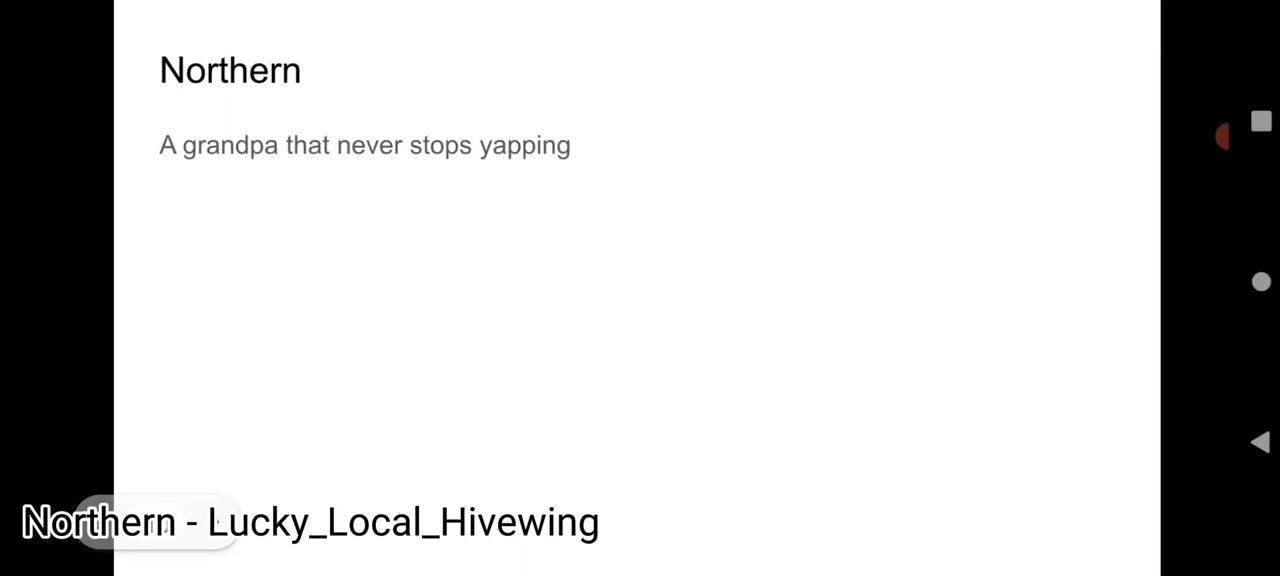 Northern
A grandpa that never stops yapping
Northern - Lucky_Local_Hivewing